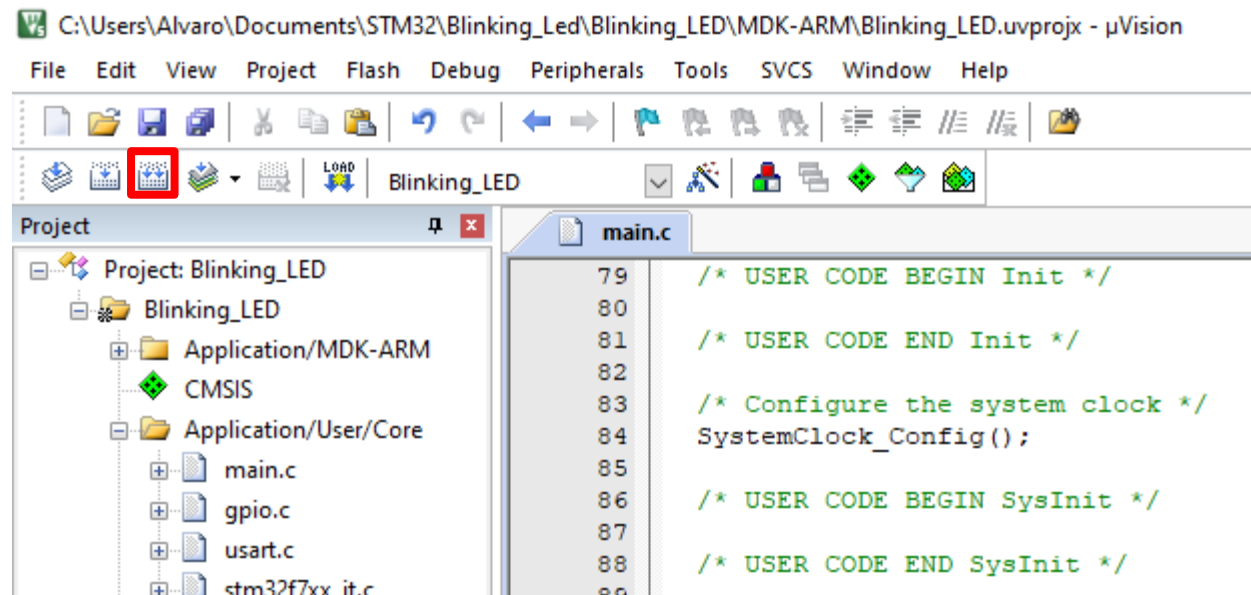 C:\Users\Alvaro\Documents\STM32\Blinking_Led\Blinking_LED\MDK-ARM\Blinking_LED.uvprojx - µVision
File Edit View Project Flash Debug Peripherals Tools SVCS Window Help
LOAD
Blinking_LED
Project
main.c
Project: Blinking_LED
Blinking_LED
Application/MDK-ARM
CMSIS
Application/User/Core
main.c
gpio.c
usart.c
stm32f7xx_it.c
79 /* USER CODE BEGIN Init */
80
81 /* USER CODE END Init */
82
83 /* Configure the system clock */
84 SystemClock_Config();
85
86 /* USER CODE BEGIN SysInit */
87
88 /* USER CODE END SysInit */
89